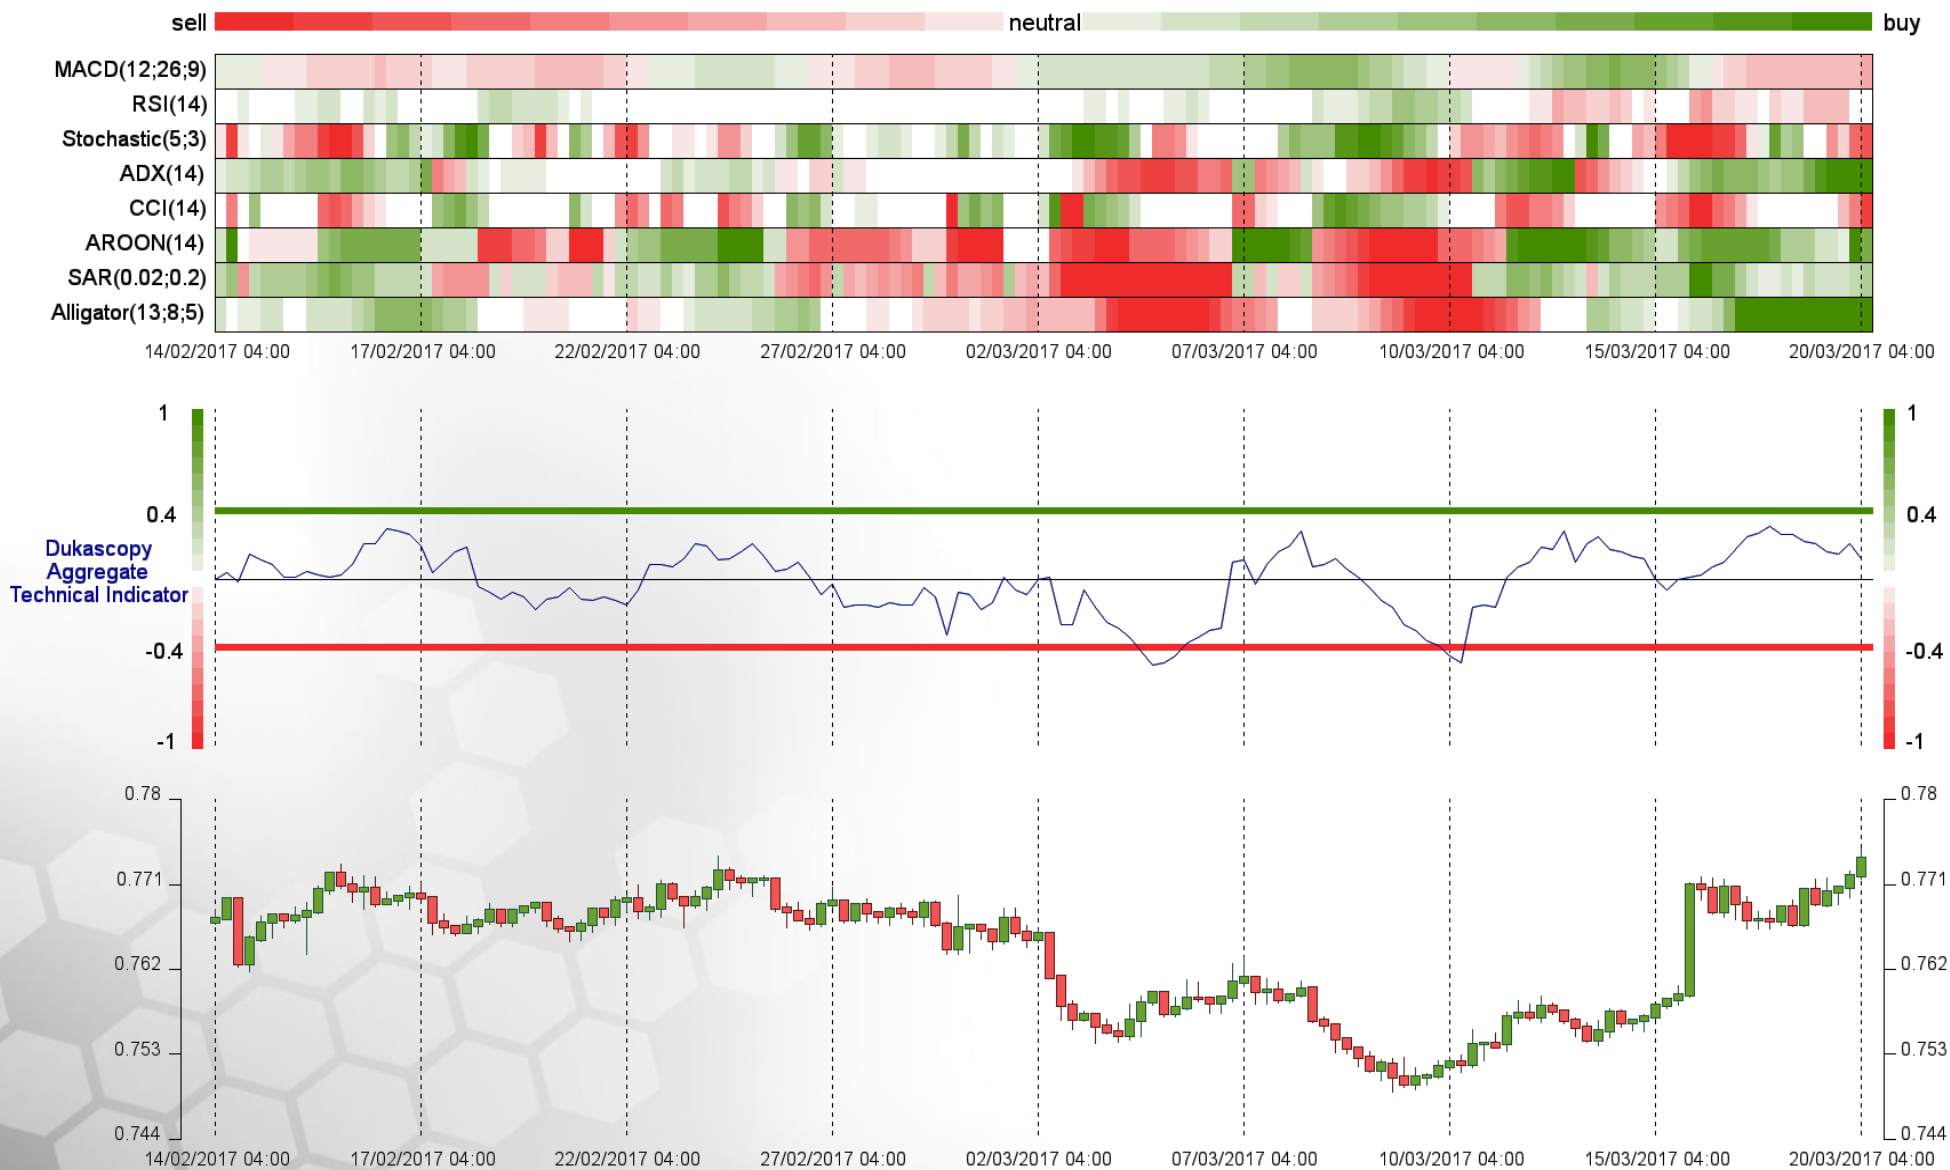 sell neutral buy
MACD(12;26;9)
RSI(14)
Stochastic(5;3)
ADX(14)
CCI(14)
AROON(14)
SAR(0.02;0.2)
Alligator(13;8;5)
14/02/2017 04:00 17/02/2017 04:00 22/02/2017 04:00 27/02/2017 04:00 02/03/2017 04:00 07/03/2017 04:00 10/03/2017 04:00 15/03/2017 04:00 20/03/2017 04:00
1 1
0.4 0.4
Dukascopy
Aggregate
Technical Indicator
-0.4 -0.4
-1 -1
0.78 0.78
0.771 0.771
0.762 0.762
0.753 0.753
0.744 0.744
14/02/2017 04:00 17/02/2017 04:00 22/02/2017 04:00 27/02/2017 04:00 02/03/2017 04:00 07/03/2017 04:00 10/03/2017 04:00 15/03/2017 04:00 20/03/2017 04:00